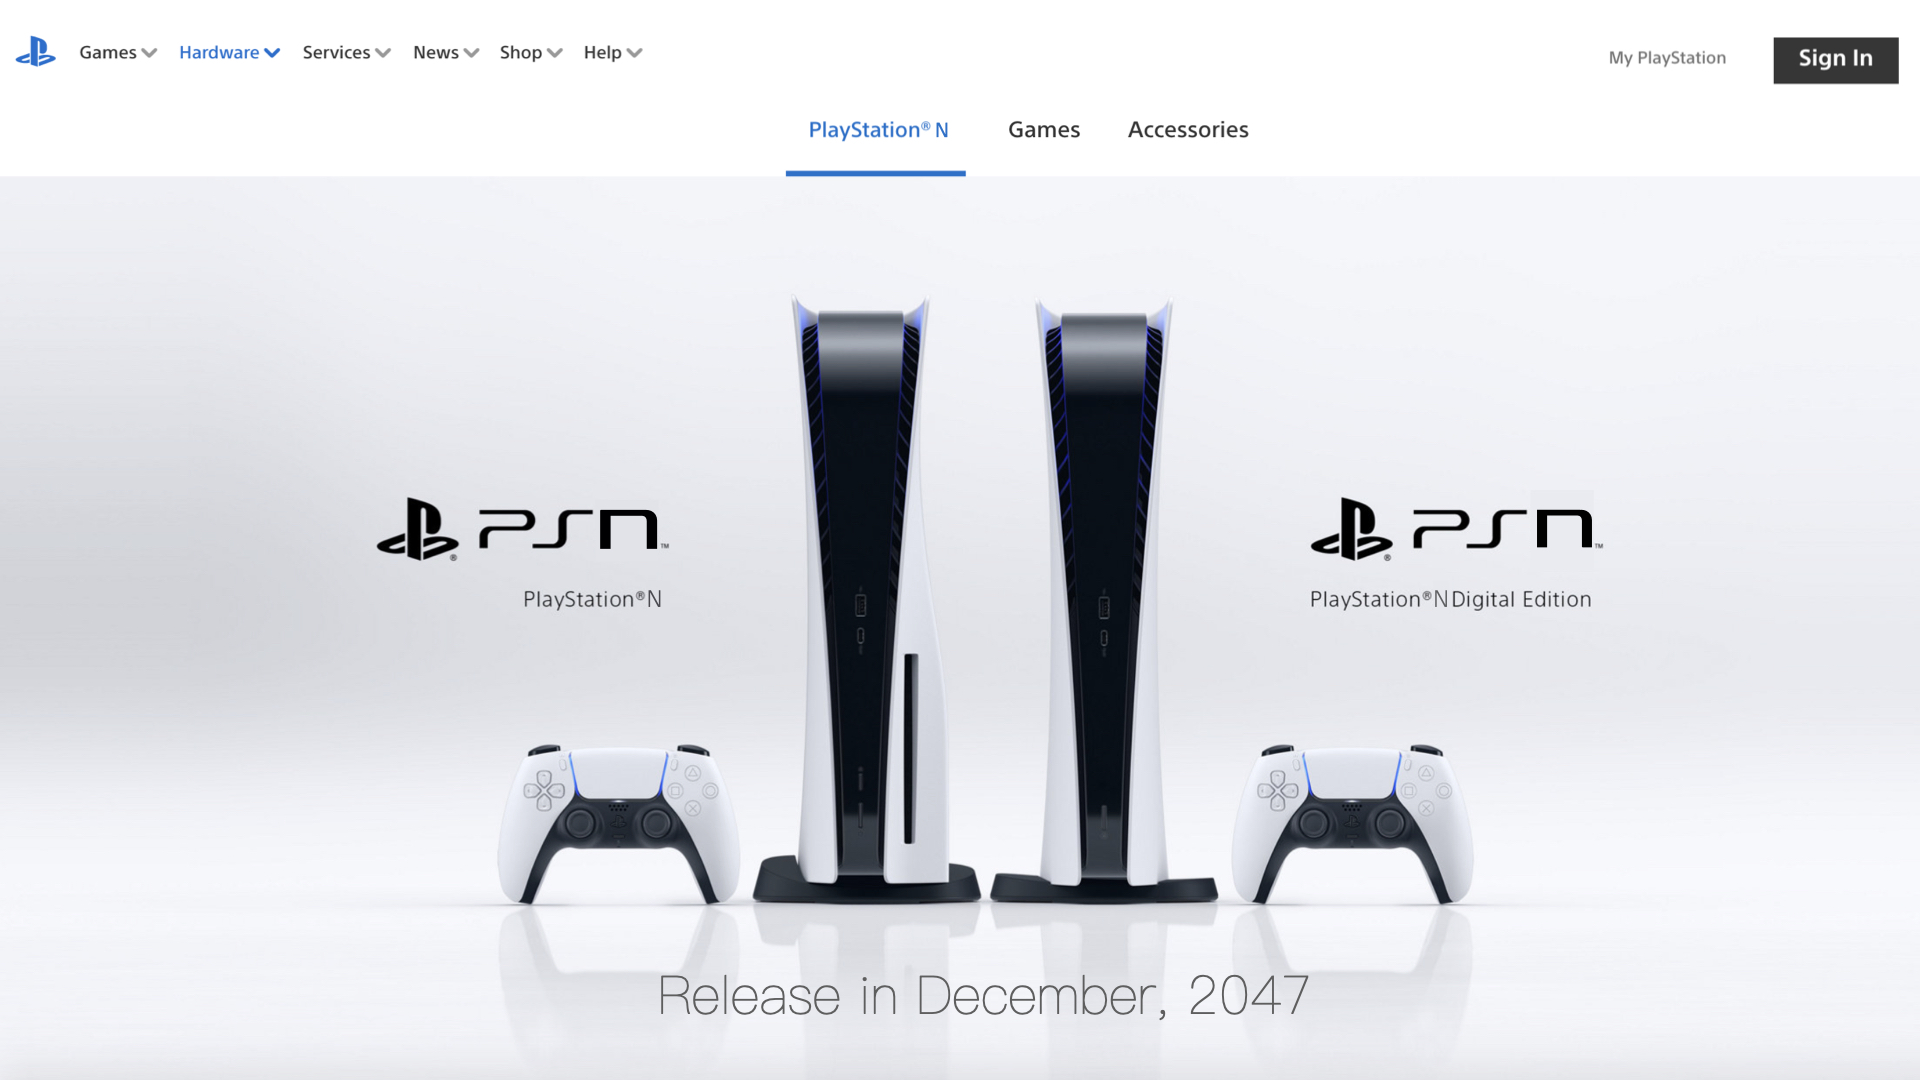 Games Hardware Services News Shop Help
My PlayStation
Sign In
PlayStation® N Games Accessories
PSN™
PlayStation®N
PSN™
PlayStation®N Digital Edition
Release in December, 2047